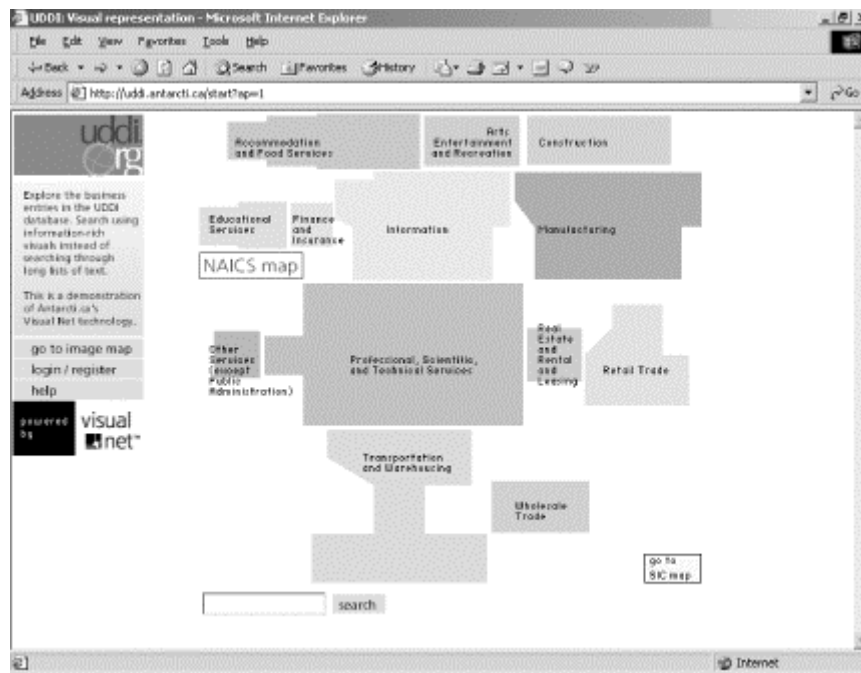 UDDI: Visual representation - Microsoft Internet Explorer
File Edit View Favorites Tools Help
Back Search Favorites History
Address http://uddi.antarcti.ca/start?ap=1 Go
uddi.
org
Explore the business
entries in the UDDI
database. Search using
information-rich
visuals instead of
searching through
long lists of text.
This is a demonstration
of Antarcti.ca's
Visual Net technology.
go to image map
login / register
help
powered
by
visual
net™
Accommodation
and Food Services
Arts
Entertainment
and Recreation
Construction
Educational
Services
Finance
and
Insurance
Information
Manufacturing
NAICS map
Other
Services
(except
Public
Administration)
Professional, Scientific,
and Technical Services
Real
Estate
and
Rental
and
Leasing
Retail Trade
Transportation
and Warehousing
Wholesale
Trade
go to
SIC map
search
Internet